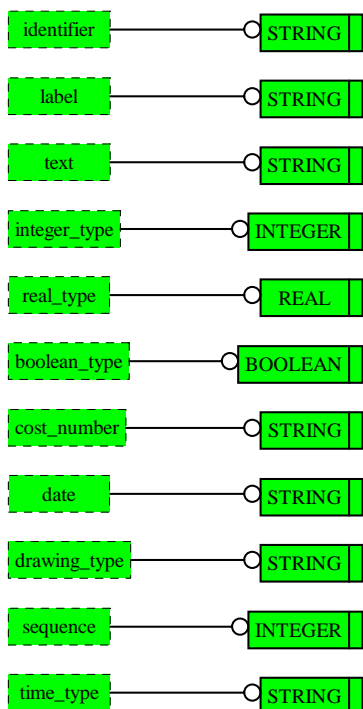 identifier STRING
label STRING
text STRING
integer_type INTEGER
real_type REAL
boolean_type BOOLEAN
cost_number STRING
date STRING
drawing_type STRING
sequence INTEGER
time_type STRING